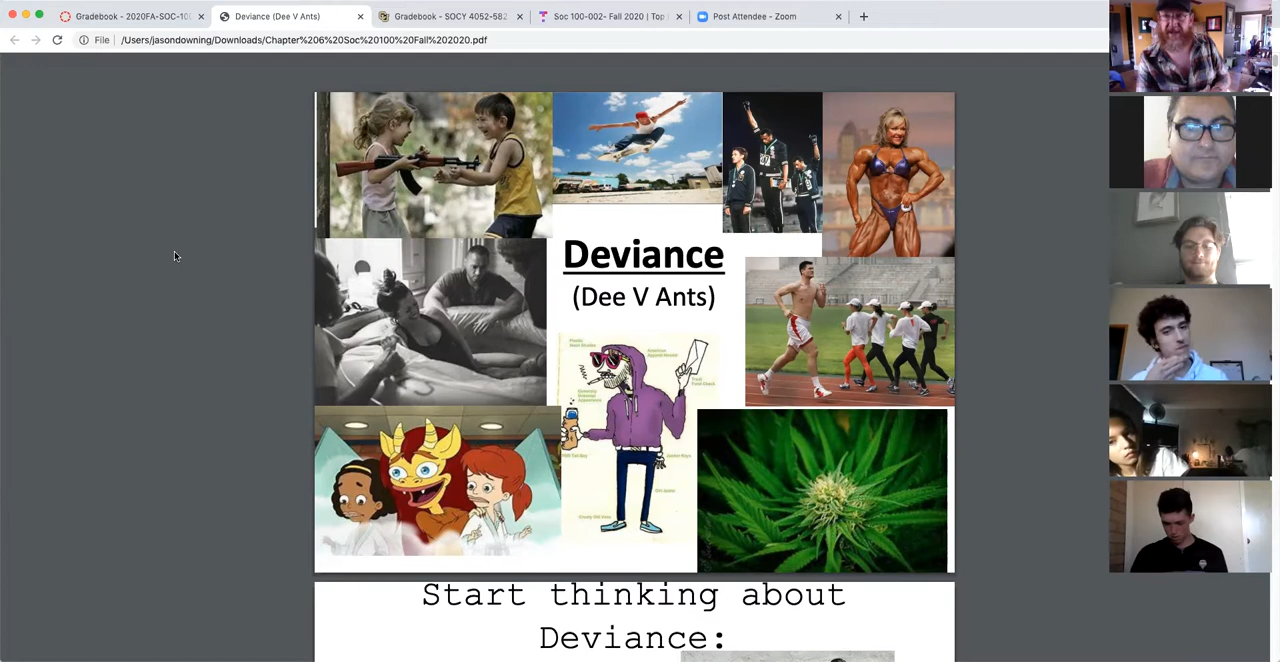 Gradebook - 2020FA-SOC-10
Deviance (Dee V Ants)
Gradebook - SOCY 4052-582
Soc 100-002- Fall 2020 | Top
Post Attendee - Zoom
File
/Users/jasondowning/Downloads/Chapter%206%20Soc%20100%20Fall%202020.pdf
Deviance
(Dee V Ants)
American
Start thinking about
Deviance: